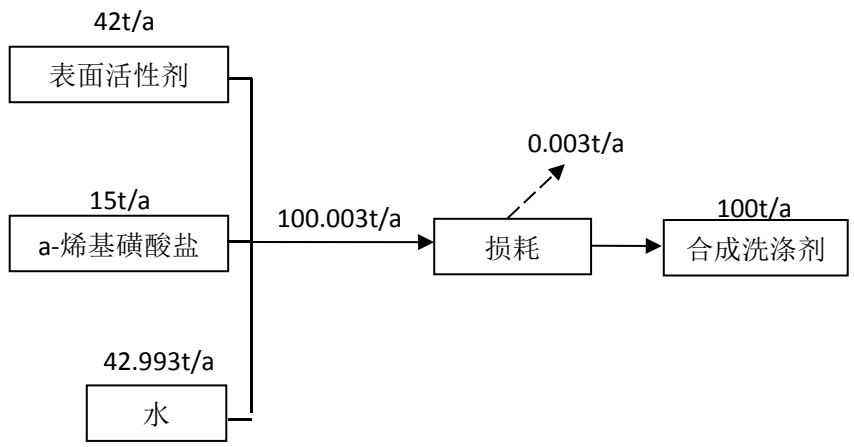 42t/a
表面活性剂
0.003t/a
15t/a
100.003t/a
100t/a
a-烯基磺酸盐
损耗
合成洗涤剂
42.993t/a
水